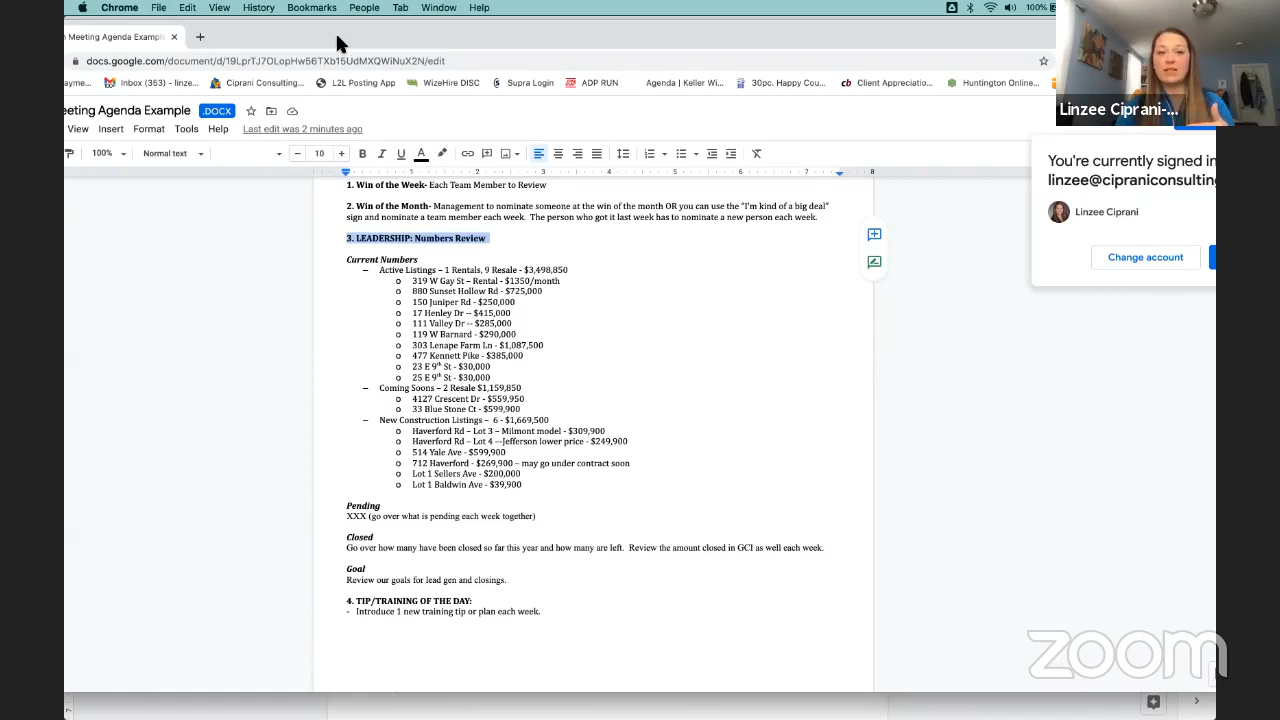 Chrome File Edit View History Bookmarks People Tab Window Help 100%
Meeting Agenda Example
docs.google.com/document/d/19LprTJ7OLopHw56TXb15UdMXQWiNuX2N/edit
Inbox (353) - linze... Ciprani Consulting... L2L Bottled Pay WizeHire DiSC Supra Login ADP RUN Agenda | Keller Wi... 30pc. Happy Cou... Client Appreciatio... Huntington Online...
eeting Agenda Example .DOCX
View Insert Format Tools Help Last edit was 2 minutes ago
100% Normal text 10 B I U A
1 2 3 4 5 6 7 8
1. Win of the Week- Each Team Member to Review
2. Win of the Month- Management to nominate someone at the win of the month OR you can use the "I'm kind of a big deal"
sign and nominate a team member each week. The person who got it last week has to nominate a new person each week.
3. LEADERSHIP: Numbers Review
Current Numbers
– Active Listings – 1 Rentals, 9 Resale - $3,498,850
o 319 W Gay St – Rental - $1350/month
o 880 Sunset Hollow Rd - $725,000
o 150 Juniper Rd - $250,000
o 17 Henley Dr -- $415,000
o 111 Valley Dr -- $285,000
o 119 W Barnard - $290,000
o 303 Lenape Farm Ln - $1,087,500
o 477 Kennett Pike - $385,000
o 23 E 9th St - $30,000
o 25 E 9th St - $30,000
– Coming Soons – 2 Resale $1,159,850
o 4127 Crescent Dr - $559,950
o 33 Blue Stone Ct - $599,900
– New Construction Listings – 6 - $1,669,500
o Haverford Rd – Lot 3 – Milmont model - $309,900
o Haverford Rd – Lot 4 ---Jefferson lower price - $249,900
o 514 Yale Ave - $599,900
o 712 Haverford - $269,900 – may go under contract soon
o Lot 1 Sellers Ave - $200,000
o Lot 1 Baldwin Ave - $39,900
Pending
XXX (go over what is pending each week together)
Closed
Go over how many have been closed so far this year and how many are left. Review the amount closed in GCI as well each week.
Goal
Review our goals for lead gen and closings.
4. TIP/TRAINING OF THE DAY:
- Introduce 1 new training tip or plan each week.
Linzee Ciprani-...
You're currently signed in
linzee@cipraniconsulting
Linzee Ciprani
Change account
zoom